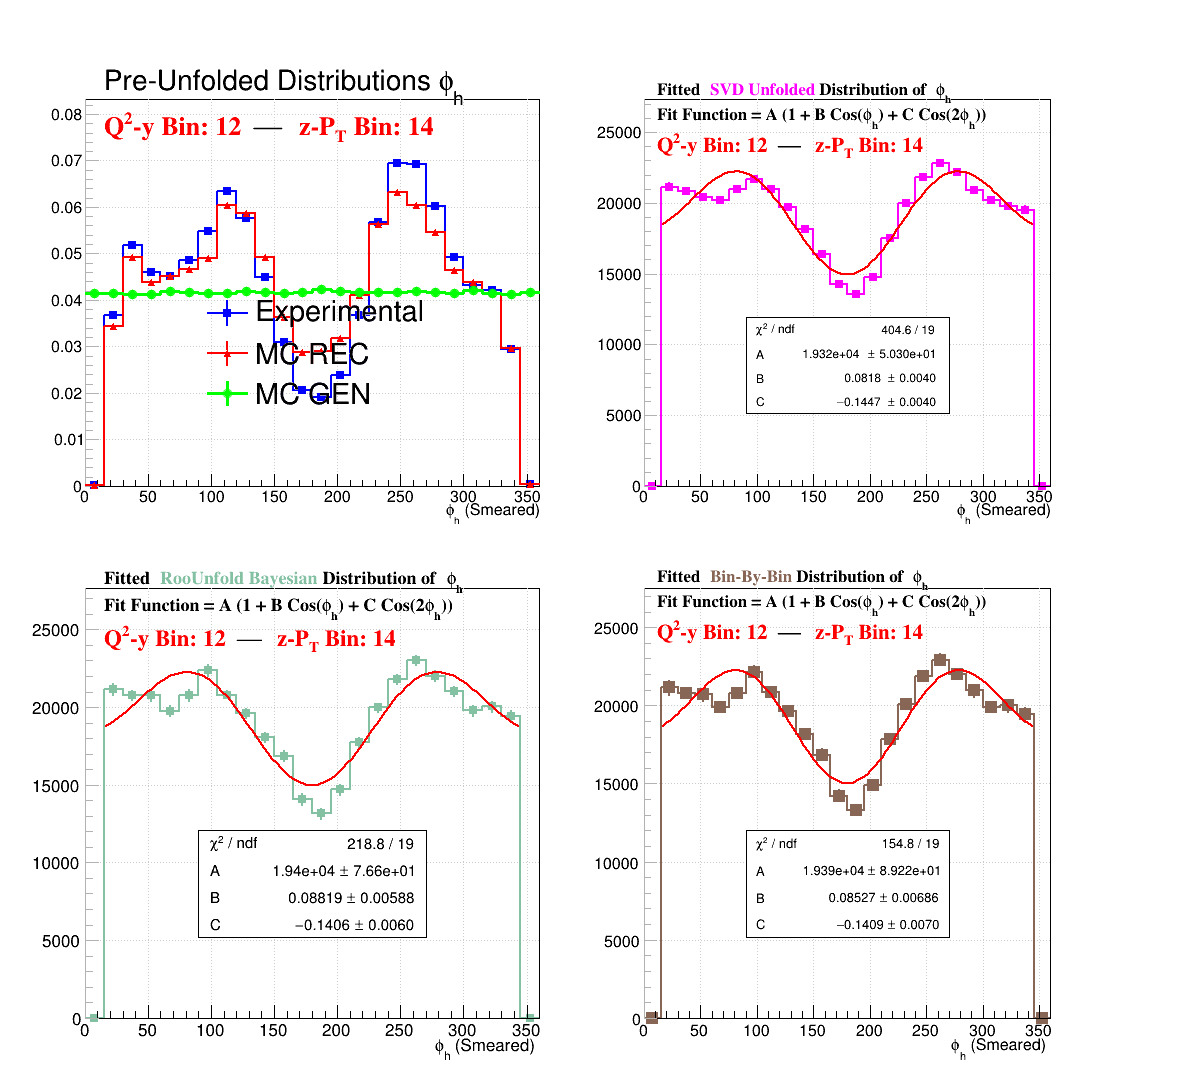 Pre-Unfolded Distributions ϕh
Q²-y Bin: 12 — z-PT Bin: 14
0.08
0.07
0.06
0.05
0.04
0.03
0.02
0.01
0
Experimental
MC REC
MC GEN
0 50 100 150 200 250 300 350
ϕh (Smeared)
Fitted SVD Unfolded Distribution of ϕh
Fit Function = A (1 + B Cos(ϕh) + C Cos(2ϕh))
Q²-y Bin: 12 — z-PT Bin: 14
25000
20000
15000
10000
5000
0
χ² / ndf 404.6 / 19
A 1.932e+04 ± 5.030e+01
B 0.0818 ± 0.0040
C −0.1447 ± 0.0040
0 50 100 150 200 250 300 350
ϕh (Smeared)
Fitted RooUnfold Bayesian Distribution of ϕh
Fit Function = A (1 + B Cos(ϕh) + C Cos(2ϕh))
Q²-y Bin: 12 — z-PT Bin: 14
25000
20000
15000
10000
5000
0
χ² / ndf 218.8 / 19
A 1.94e+04 ± 7.66e+01
B 0.08819 ± 0.00588
C −0.1406 ± 0.0060
0 50 100 150 200 250 300 350
ϕh (Smeared)
Fitted Bin-By-Bin Distribution of ϕh
Fit Function = A (1 + B Cos(ϕh) + C Cos(2ϕh))
Q²-y Bin: 12 — z-PT Bin: 14
25000
20000
15000
10000
5000
0
χ² / ndf 154.8 / 19
A 1.939e+04 ± 8.922e+01
B 0.08527 ± 0.00686
C −0.1409 ± 0.0070
0 50 100 150 200 250 300 350
ϕh (Smeared)